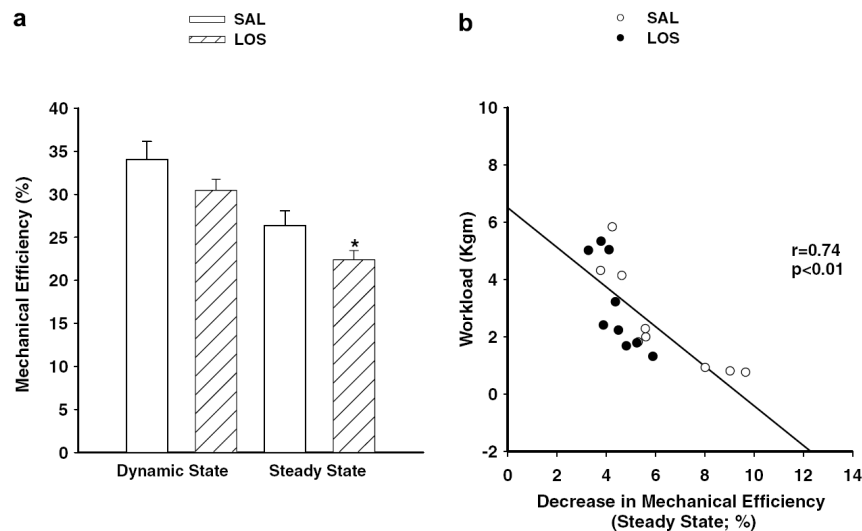 a
SAL
LOS
Mechanical Efficiency (%)
40
35
30
25
20
15
10
5
0
*
Dynamic State
Steady State
b
SAL
LOS
Workload (Kgm)
10
8
6
4
2
0
-2
r=0.74
p<0.01
0 2 4 6 8 10 12 14
Decrease in Mechanical Efficiency
(Steady State; %)